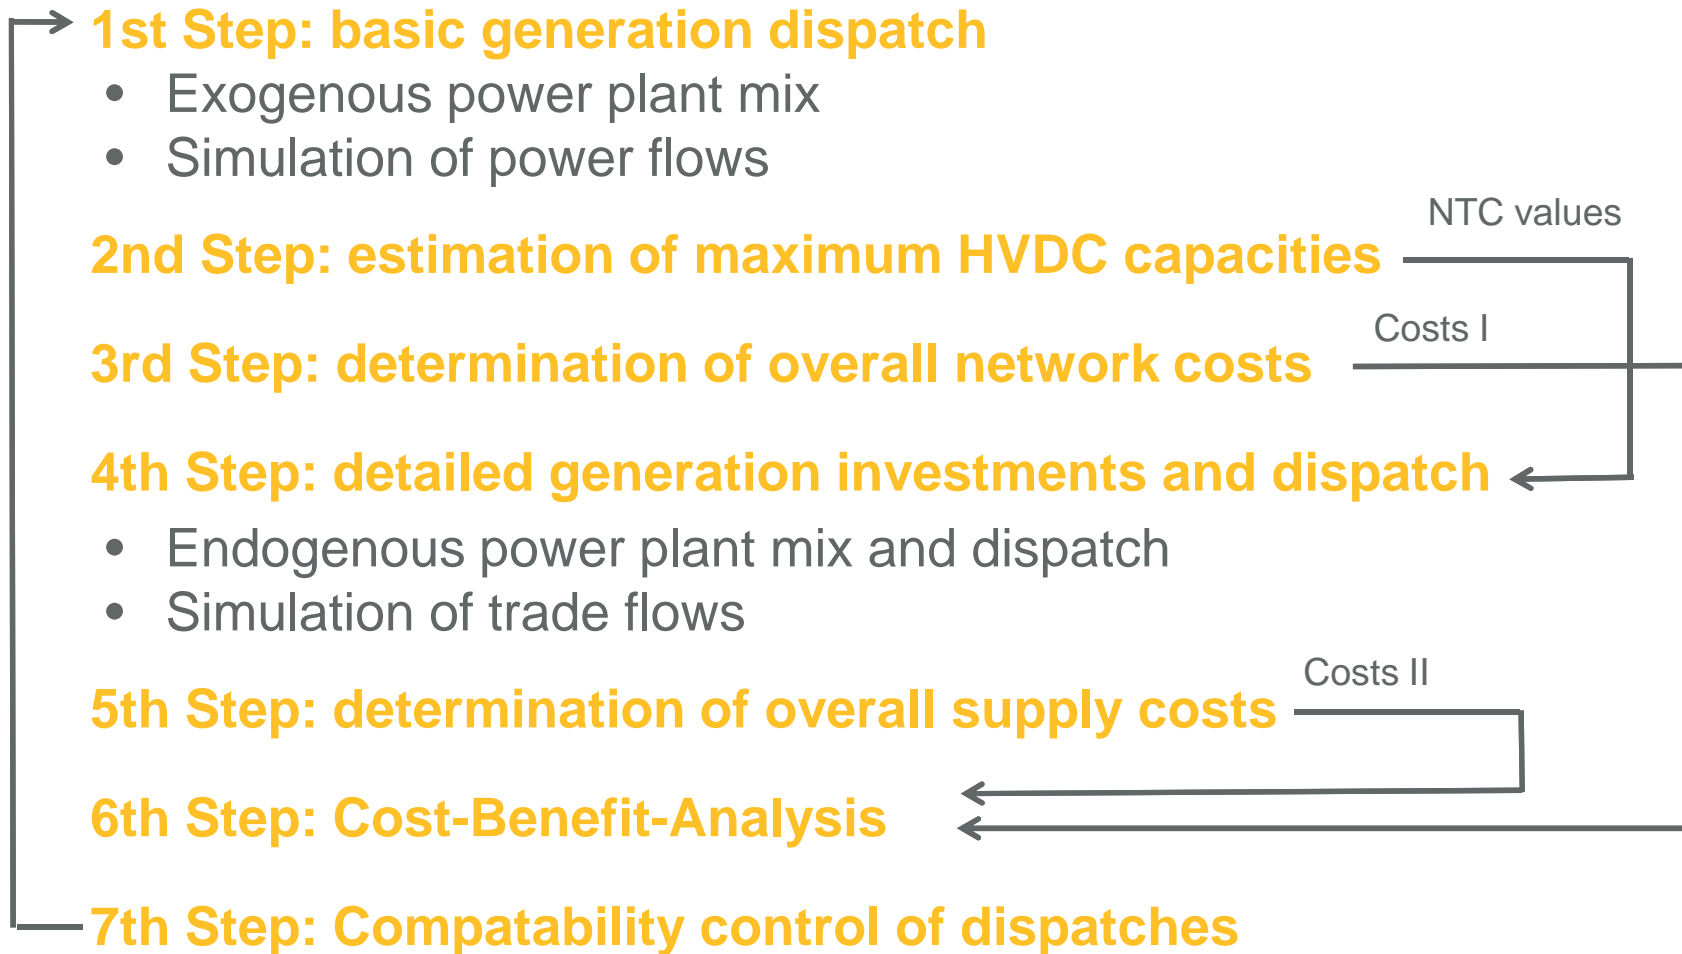 1st Step: basic generation dispatch
• Exogenous power plant mix
• Simulation of power flows
NTC values
2nd Step: estimation of maximum HVDC capacities
Costs I
3rd Step: determination of overall network costs
4th Step: detailed generation investments and dispatch
• Endogenous power plant mix and dispatch
• Simulation of trade flows
Costs II
5th Step: determination of overall supply costs
6th Step: Cost-Benefit-Analysis
7th Step: Compatability control of dispatches